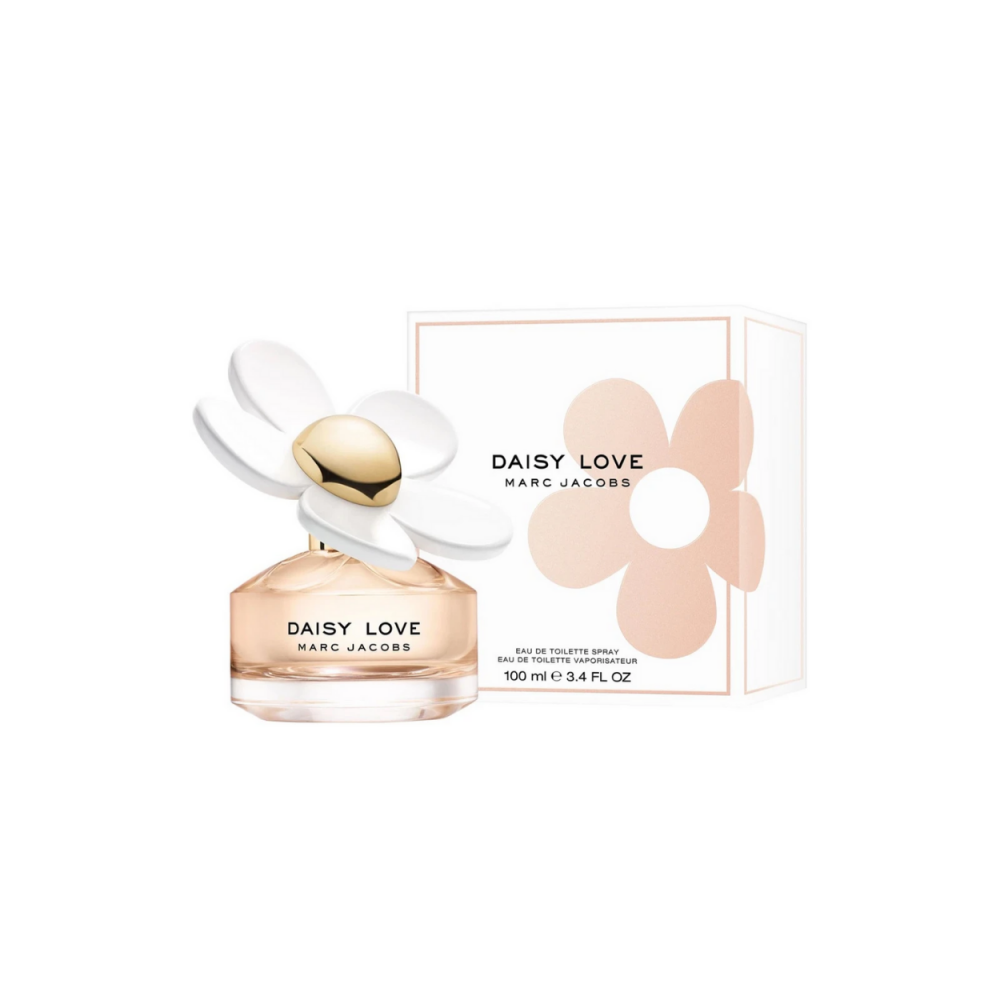 DAISY LOVE
MARC JACOBS
DAISY LOVE
MARC JACOBS
EAU DE TOILETTE SPRAY
EAU DE TOILETTE VAPORISATEUR
100 ml ℮ 3.4 FL OZ